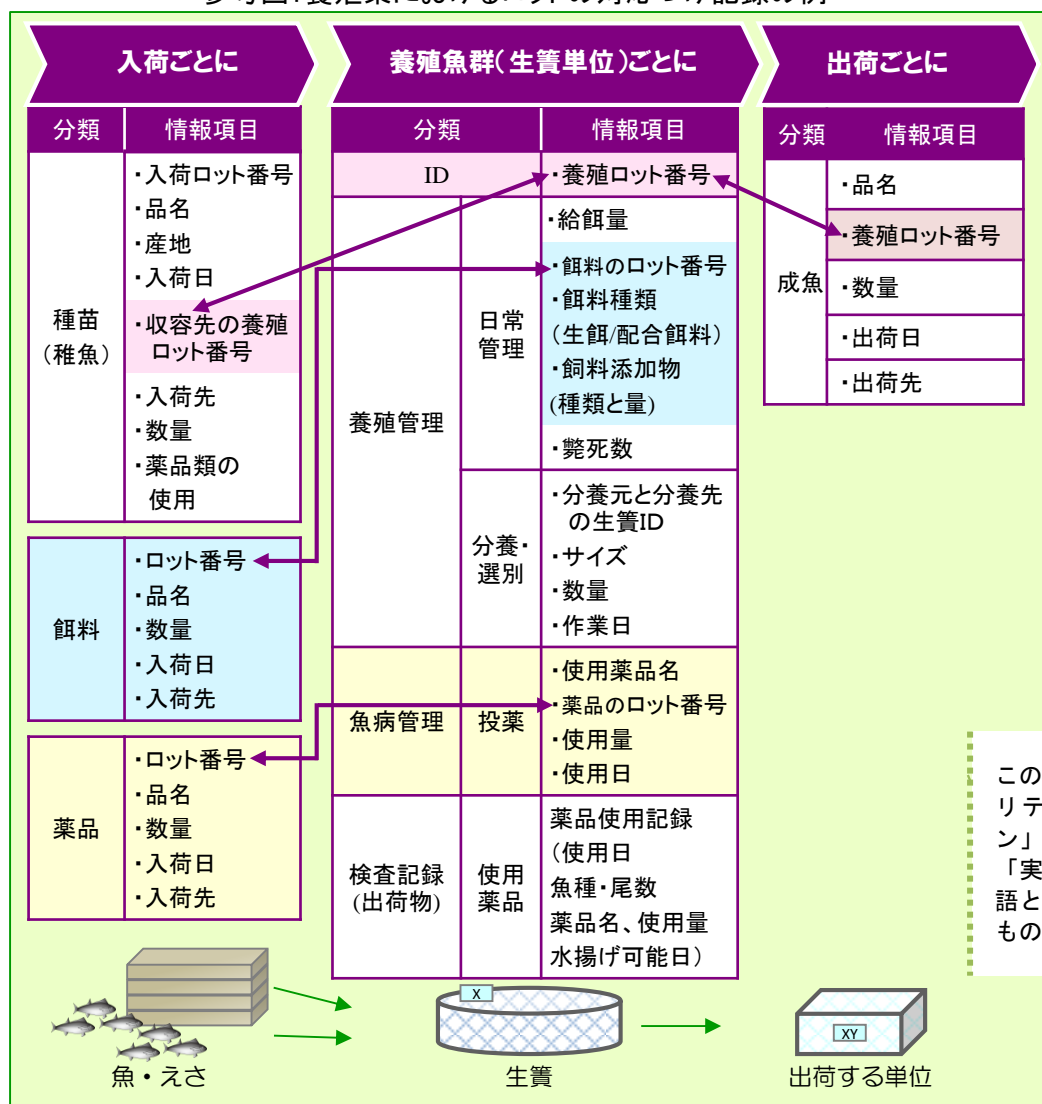 入荷ごとに
養殖魚群(生簀単位)ごとに
出荷ごとに
分類 情報項目
種苗
(稚魚)
・入荷ロット番号
・品名
・産地
・入荷日
・収容先の養殖
ロット番号
・入荷先
・数量
・薬品類の
使用
餌料
・ロット番号
・品名
・数量
・入荷日
・入荷先
薬品
・ロット番号
・品名
・数量
・入荷日
・入荷先
分類 情報項目
ID ・養殖ロット番号
養殖管理
日常
管理
・給餌量
・餌料のロット番号
・餌料種類
(生餌/配合餌料)
・飼料添加物
(種類と量)
・斃死数
分養・
選別
・分養元と分養先
の生簀ID
・サイズ
・数量
・作業日
魚病管理
投薬
・使用薬品名
・薬品のロット番号
・使用量
・使用日
検査記録
(出荷物)
使用
薬品
薬品使用記録
(使用日
魚種・尾数
薬品名、使用量
水揚げ可能日)
分類 情報項目
成魚
・品名
・養殖ロット番号
・数量
・出荷日
・出荷先
この
リテ
ン」
「実
語と
もの
X
XY
魚・えさ
生簀
出荷する単位